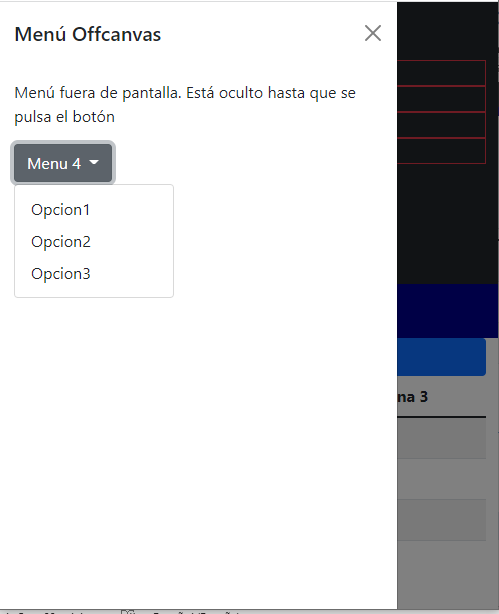 Menú Offcanvas
Menú fuera de pantalla. Está oculto hasta que se
pulsa el botón
Menu 4
Opcion1
Opcion2
Opcion3
na 3